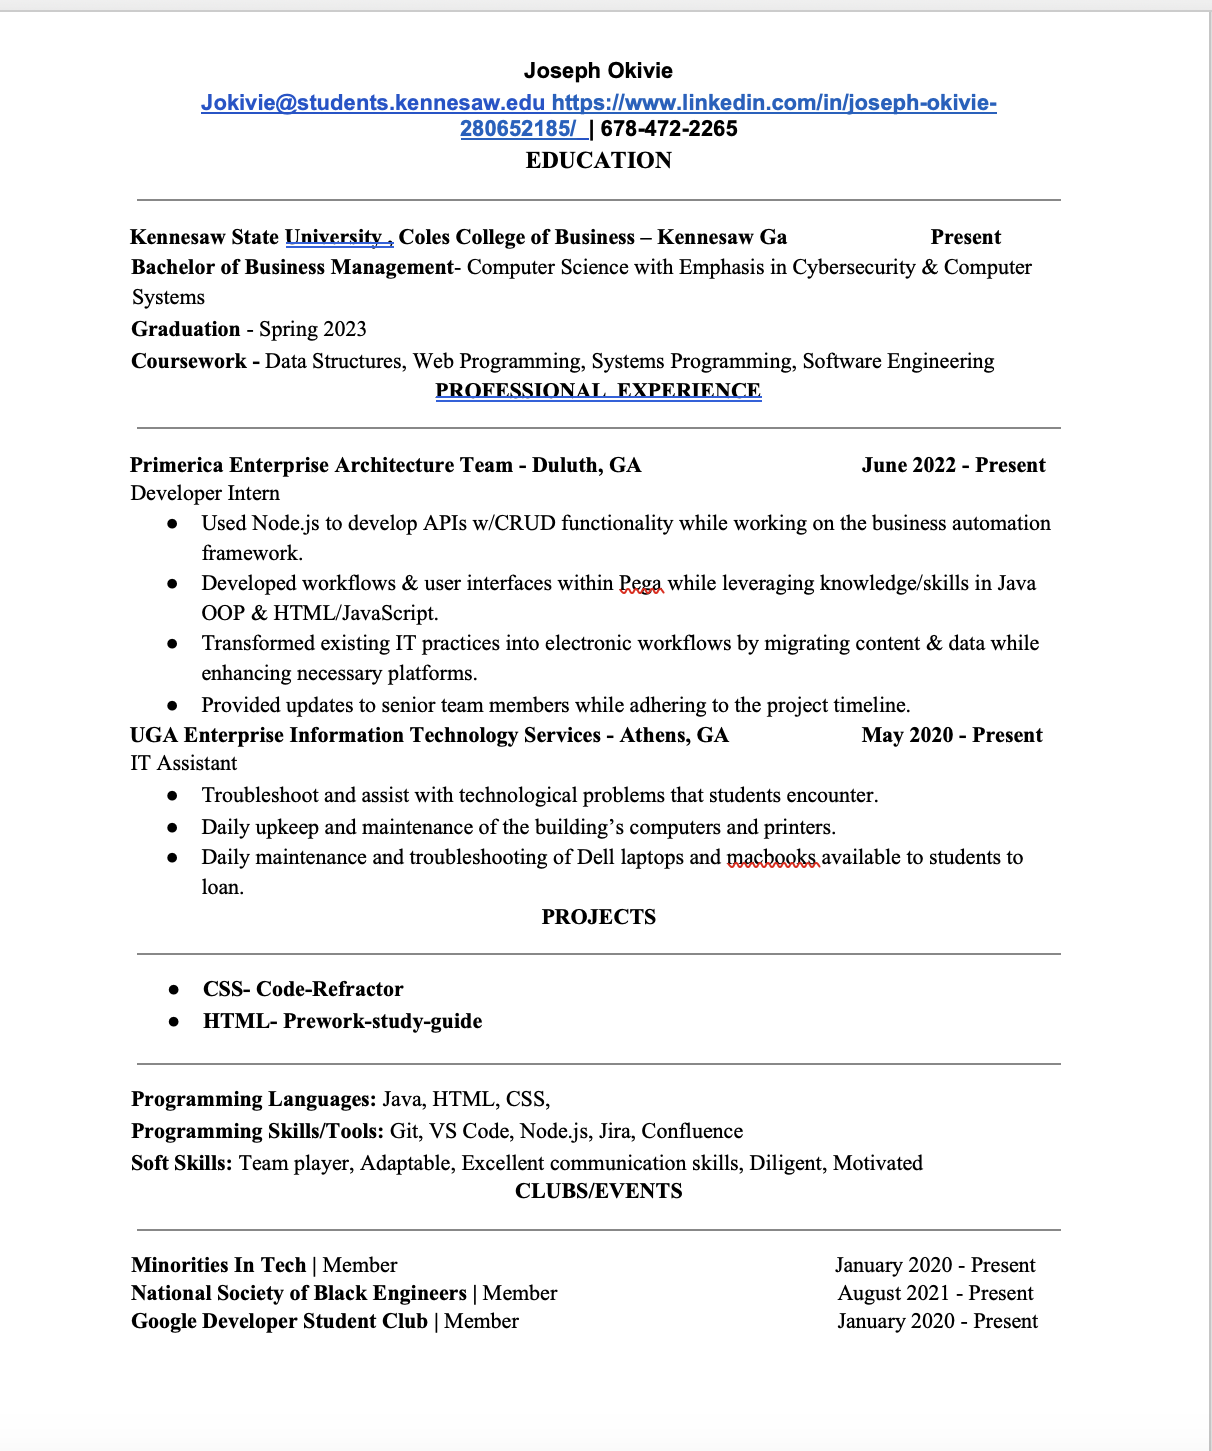 Joseph Okivie
Jokivie@students.kennesaw.edu https://www.linkedin.com/in/joseph-okivie-
280652185/ | 678-472-2265
EDUCATION
Kennesaw State University , Coles College of Business – Kennesaw Ga Present
Bachelor of Business Management- Computer Science with Emphasis in Cybersecurity & Computer
Systems
Graduation - Spring 2023
Coursework - Data Structures, Web Programming, Systems Programming, Software Engineering
PROFESSIONAL EXPERIENCE
Primerica Enterprise Architecture Team - Duluth, GA June 2022 - Present
Developer Intern
● Used Node.js to develop APIs w/CRUD functionality while working on the business automation
framework.
● Developed workflows & user interfaces within Pega while leveraging knowledge/skills in Java
OOP & HTML/JavaScript.
● Transformed existing IT practices into electronic workflows by migrating content & data while
enhancing necessary platforms.
● Provided updates to senior team members while adhering to the project timeline.
UGA Enterprise Information Technology Services - Athens, GA May 2020 - Present
IT Assistant
● Troubleshoot and assist with technological problems that students encounter.
● Daily upkeep and maintenance of the building’s computers and printers.
● Daily maintenance and troubleshooting of Dell laptops and macbooks available to students to
loan.
PROJECTS
● CSS- Code-Refractor
● HTML- Prework-study-guide
Programming Languages: Java, HTML, CSS,
Programming Skills/Tools: Git, VS Code, Node.js, Jira, Confluence
Soft Skills: Team player, Adaptable, Excellent communication skills, Diligent, Motivated
CLUBS/EVENTS
Minorities In Tech | Member January 2020 - Present
National Society of Black Engineers | Member August 2021 - Present
Google Developer Student Club | Member January 2020 - Present